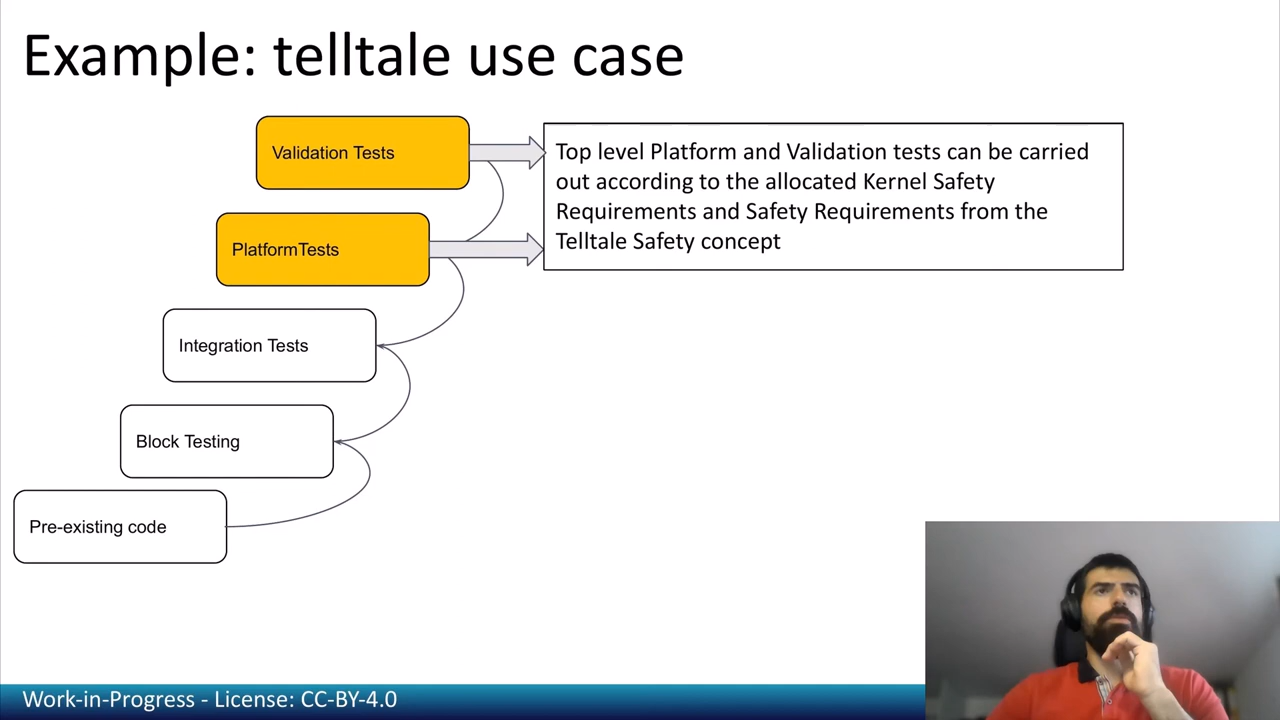 Example: telltale use case
Validation Tests
Top level Platform and Validation tests can be carried
out according to the allocated Kernel Safety
Requirements and Safety Requirements from the
Telltale Safety concept
PlatformTests
Integration Tests
Block Testing
Pre-existing code
Work-in-Progress - License: CC-BY-4.0